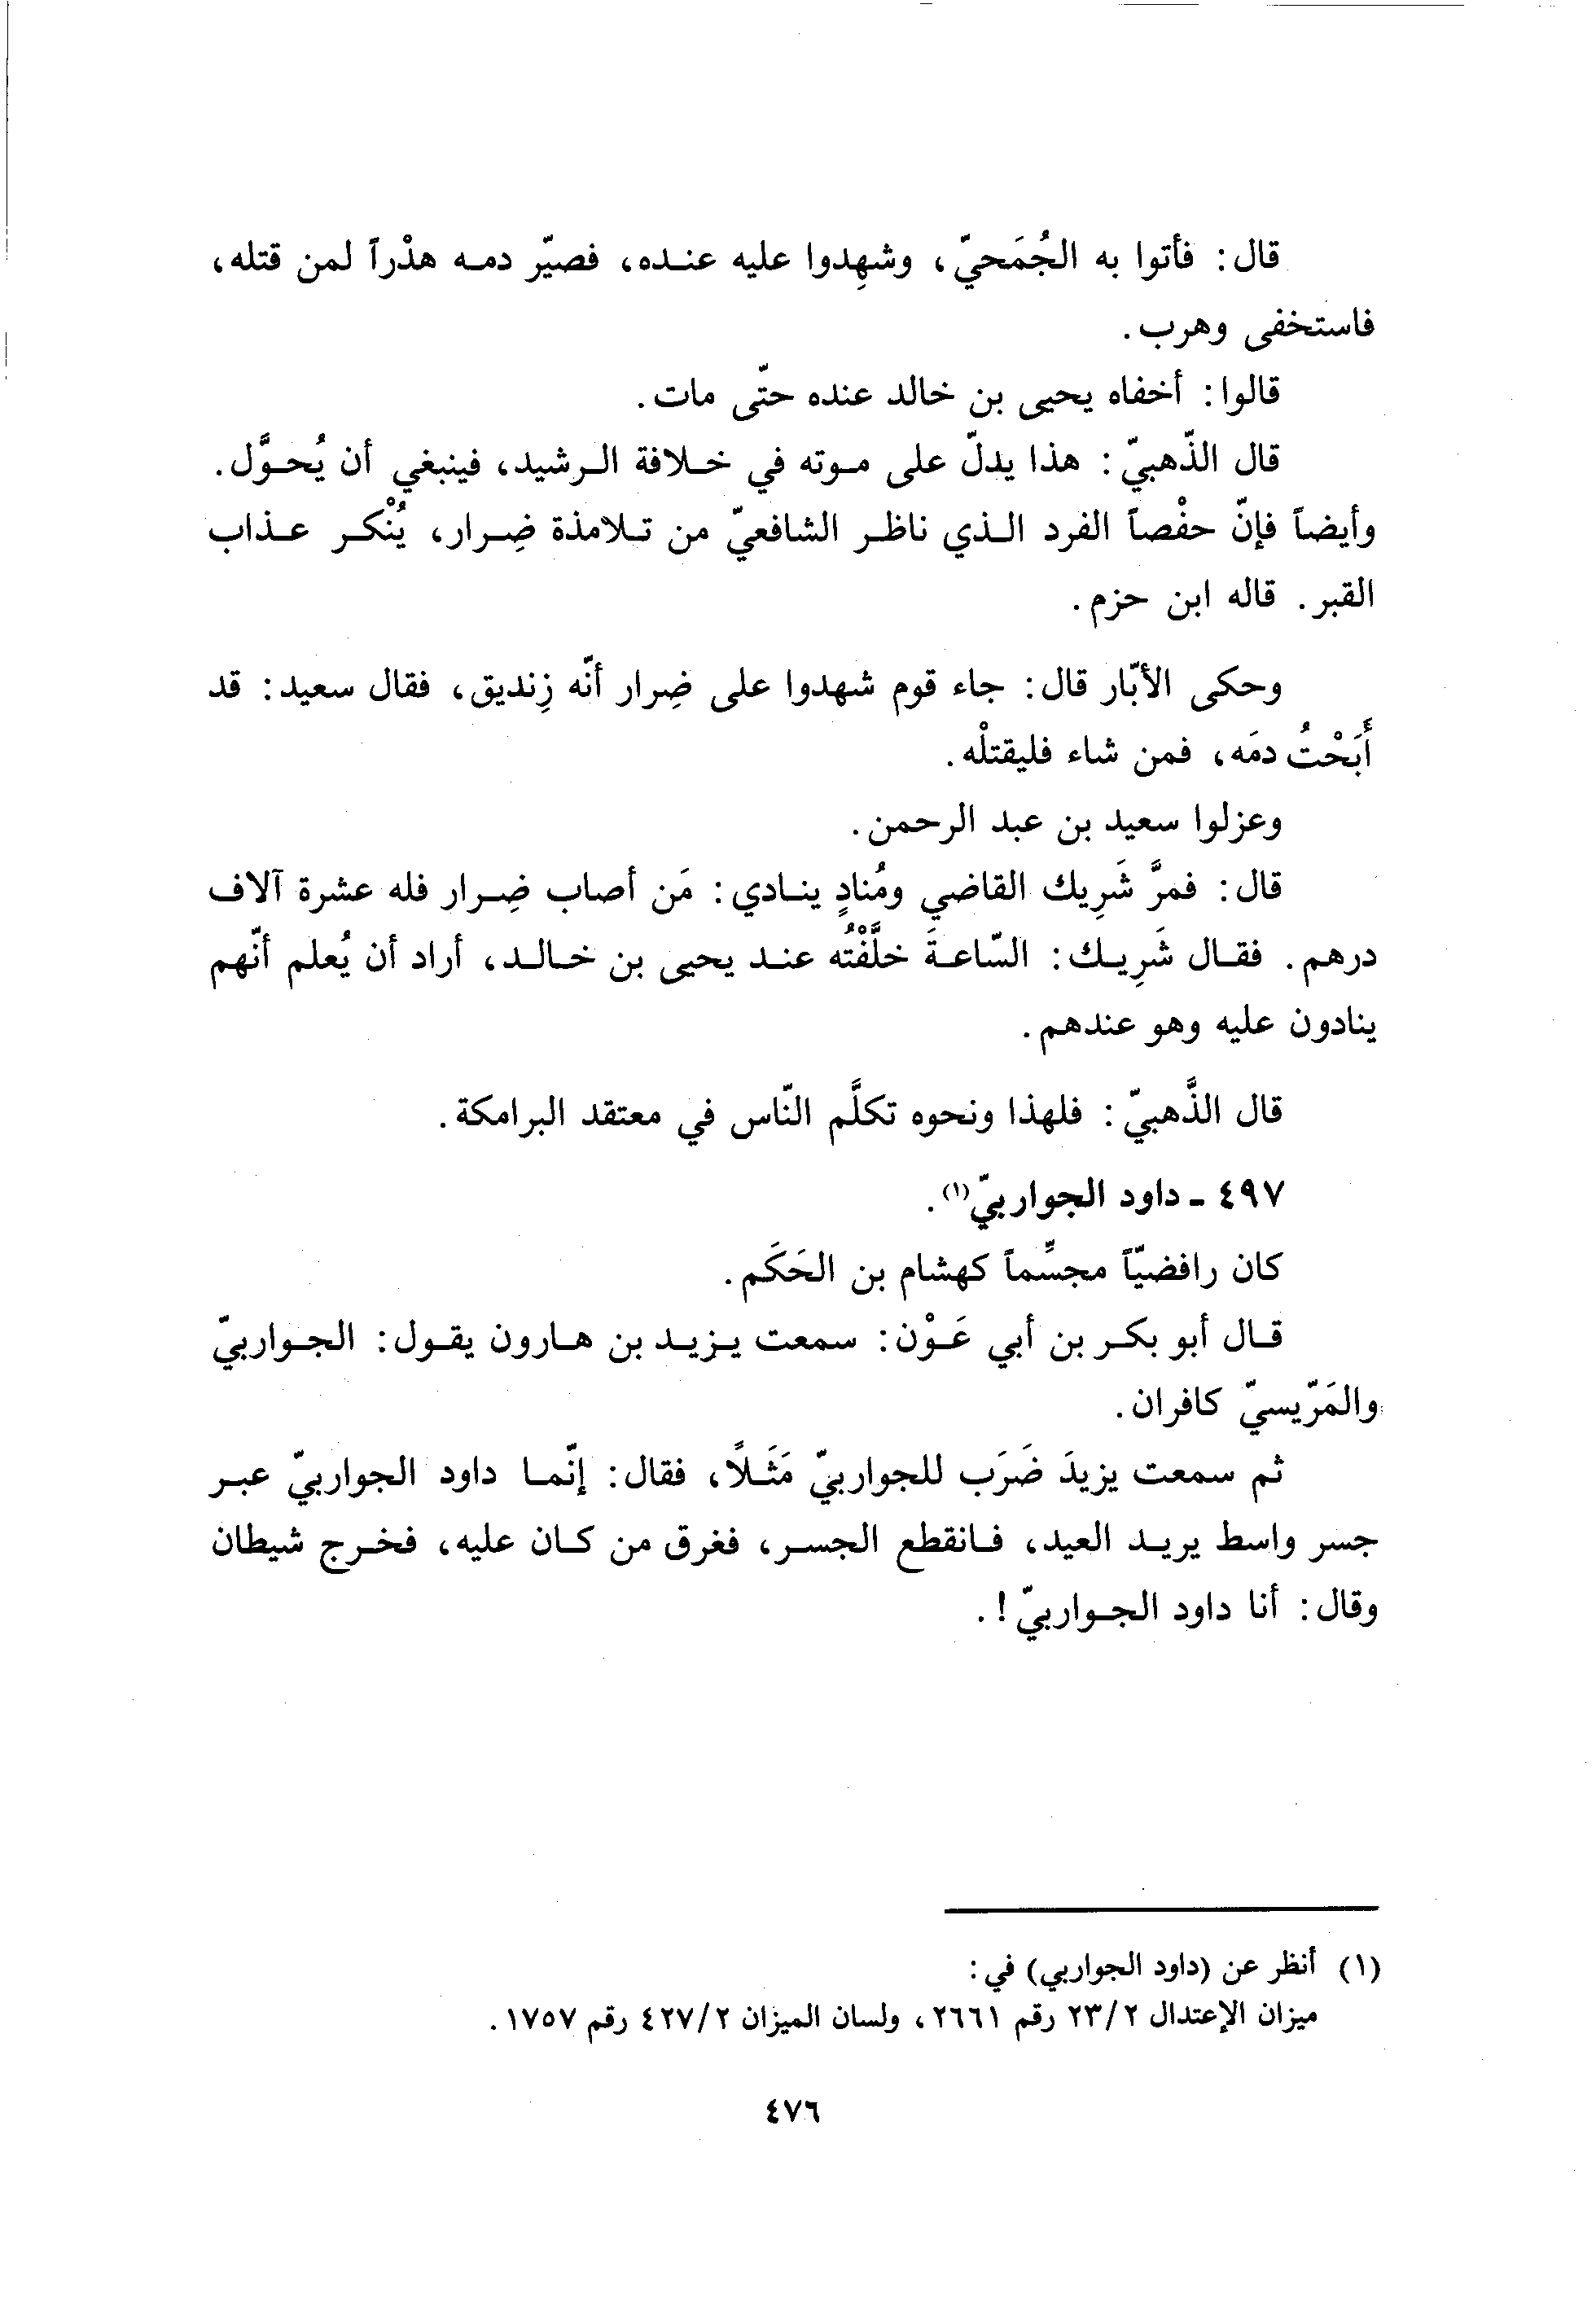 قال: فأتوا به الجُمَحيّ، وشهِدوا عليه عنده، فصيّر دمه هذْراً لمن قتله،
فاستخفى وهرب.
قالوا: أخفاه يحيى بن خالد عنده حتّى مات.
قال الذّهبيّ: هذا يدلّ على موته في خلافة الرشيد، فينبغي أن يُحوَّل.
وأيضاً فإنّ حفْصاً الفرد الذي ناظر الشافعيّ من تلامذة ضِرار، يُنْكر عذاب
القبر. قاله ابن حزم.
وحكى الأبّار قال: جاء قوم شهدوا على ضِرار أنّه زِنديق، فقال سعيد: قد
أَبَحْتُ دمَه، فمن شاء فليقتلْه.
وعزلوا سعيد بن عبد الرحمن.
قال: فمرَّ شَرِيك القاضي ومُنادٍ ينادي: مَن أصاب ضِرار فله عشرة آلاف
درهم. فقال شَرِيك: السّاعةَ خلَّفْتُه عند يحيى بن خالد، أراد أن يُعلم أنّهم
ينادون عليه وهو عندهم.
قال الذَّهبيّ: فلهذا ونحوه تكلَّم النّاس في معتقد البرامكة.
٤٩٧ - داود الجواربيّ(١).
كان رافضيّاً مجسِّماً كهشام بن الحَكَم.
قال أبو بكر بن أبي عَوْن: سمعت يزيد بن هارون يقول: الجواربيّ
والمَرّيسيّ كافران.
ثم سمعت يزيدَ ضَرَب للجواربيّ مَثَلاً، فقال: إنّما داود الجواربيّ عبر
جسر واسط يريد العيد، فانقطع الجسر، فغرق من كان عليه، فخرج شيطان
وقال: أنا داود الجواربيّ!.
(١) أنظر عن (داود الجواربي) في:
ميزان الإعتدال ٢٣/٢ رقم ٢٦٦١، ولسان الميزان ٤٢٧/٢ رقم ١٧٥٧.
٤٧٦